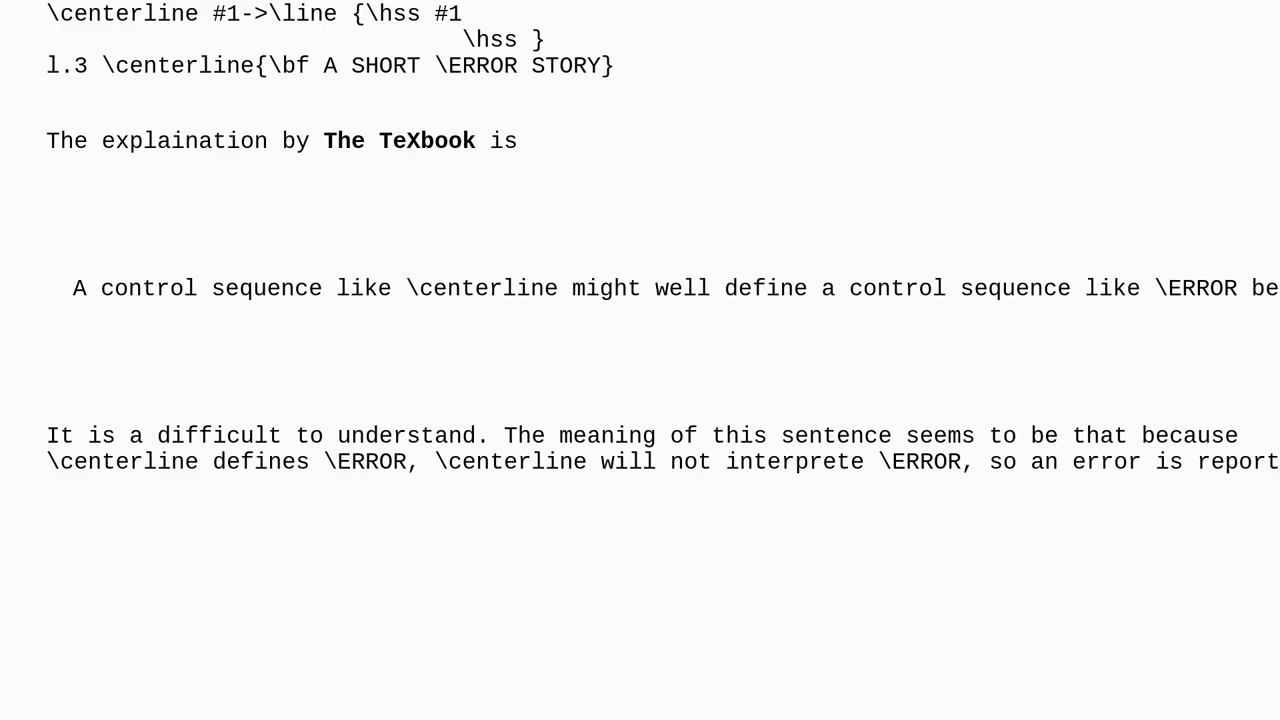 \centerline #1->\line {\hss #1
\hss }
l.3 \centerline{\bf A SHORT \ERROR STORY}
The explaination by The TeXbook is
A control sequence like \centerline might well define a control sequence like \ERROR be
It is a difficult to understand. The meaning of this sentence seems to be that because
\centerline defines \ERROR, \centerline will not interprete \ERROR, so an error is report